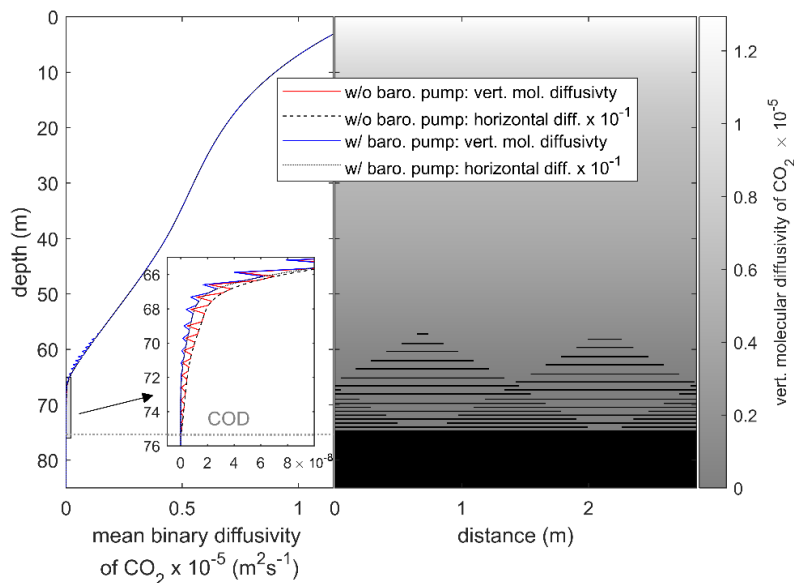 0
10
20
30
40
50
60
70
80
depth (m)
w/o baro. pump: vert. mol. diffusivty
w/o baro. pump: horizontal diff. x 10-1
w/ baro. pump: vert. mol. diffusivty
w/ baro. pump: horizontal diff. x 10-1
66
68
70
72
74
76
COD
0 2 4 6 8 × 10-8
0 0.5 1
mean binary diffusivity
of CO2 x 10-5 (m2s-1)
0 1 2
distance (m)
1.2
1
0.8
0.6
0.4
0.2
0
vert. molecular diffusivity of CO2 × 10-5